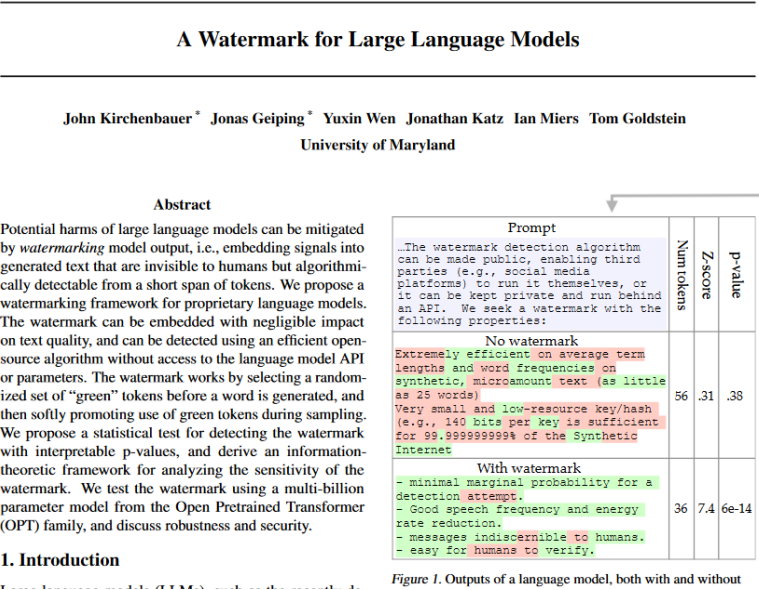 A Watermark for Large Language Models
John Kirchenbauer * Jonas Geiping * Yuxin Wen Jonathan Katz Ian Miers Tom Goldstein
University of Maryland
Abstract
Potential harms of large language models can be mitigated
by watermarking model output, i.e., embedding signals into
generated text that are invisible to humans but algorithmi-
cally detectable from a short span of tokens. We propose a
watermarking framework for proprietary language models.
The watermark can be embedded with negligible impact
on text quality, and can be detected using an efficient open-
source algorithm without access to the language model API
or parameters. The watermark works by selecting a random-
ized set of “green” tokens before a word is generated, and
then softly promoting use of green tokens during sampling.
We propose a statistical test for detecting the watermark
with interpretable p-values, and derive an information-
theoretic framework for analyzing the sensitivity of the
watermark. We test the watermark using a multi-billion
parameter model from the Open Pretrained Transformer
(OPT) family, and discuss robustness and security.
1. Introduction
Prompt
Num tokens
Z-score
p-value
…The watermark detection algorithm
can be made public, enabling third
parties (e.g., social media
platforms) to run it themselves, or
it can be kept private and run behind
an API. We seek a watermark with the
following properties:
No watermark
Extremely efficient on average term
lengths and word frequencies on
synthetic, microamount text (as little
as 25 words)
Very small and low-resource key/hash
(e.g., 140 bits per key is sufficient
for 99.999999999% of the Synthetic
Internet
56 .31 .38
With watermark
- minimal marginal probability for a
detection attempt.
- Good speech frequency and energy
rate reduction.
- messages indiscernible to humans.
- easy for humans to verify.
36 7.4 6e-14
Figure 1. Outputs of a language model, both with and without